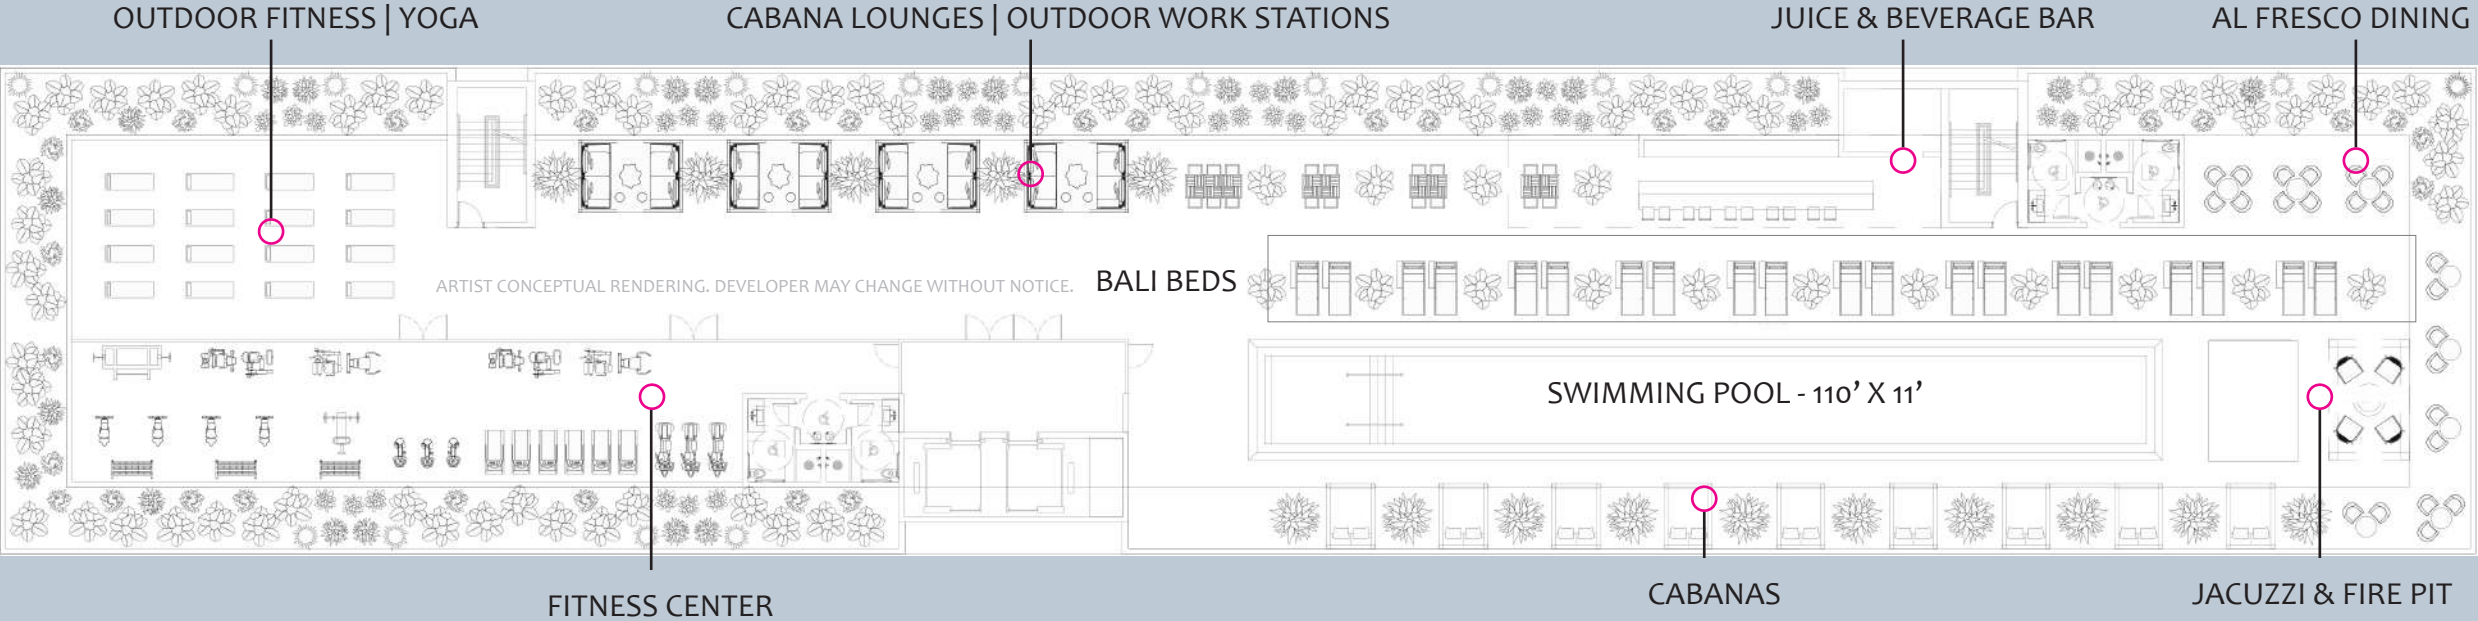 OUTDOOR FITNESS | YOGA
CABANA LOUNGES | OUTDOOR WORK STATIONS
JUICE & BEVERAGE BAR
AL FRESCO DINING
ARTIST CONCEPTUAL RENDERING. DEVELOPER MAY CHANGE WITHOUT NOTICE.
BALI BEDS
SWIMMING POOL - 110’ X 11’
FITNESS CENTER
CABANAS
JACUZZI & FIRE PIT